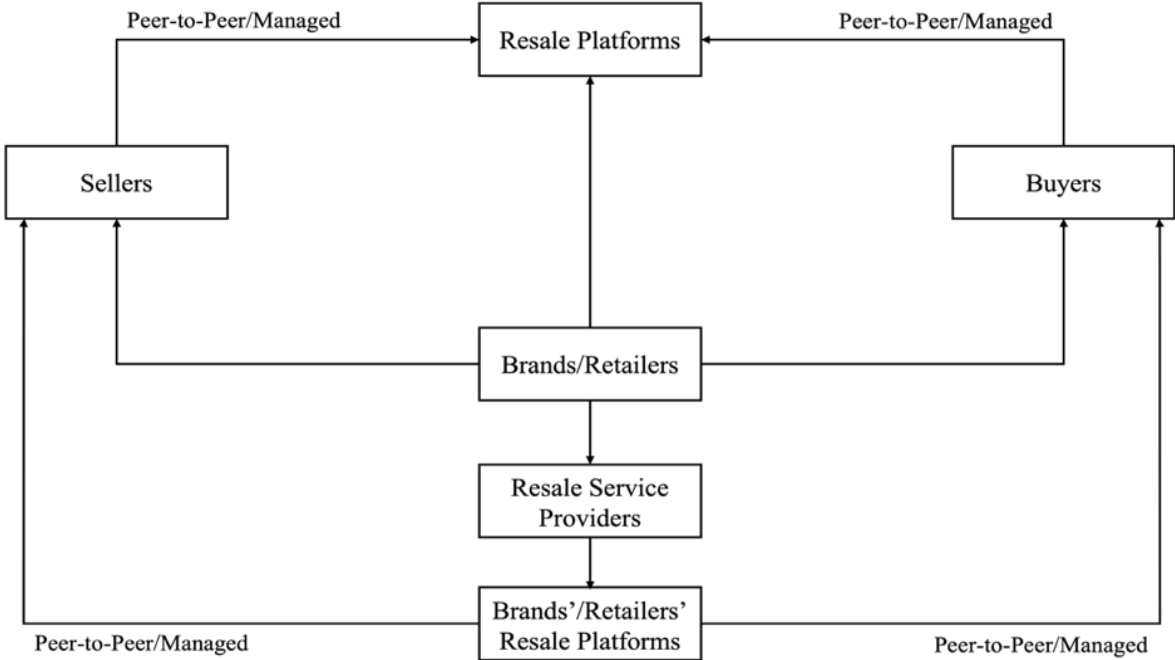 Peer-to-Peer/Managed
Resale Platforms
Peer-to-Peer/Managed
Sellers
Buyers
Brands/Retailers
Resale Service
Providers
Brands’/Retailers’
Resale Platforms
Peer-to-Peer/Managed
Peer-to-Peer/Managed